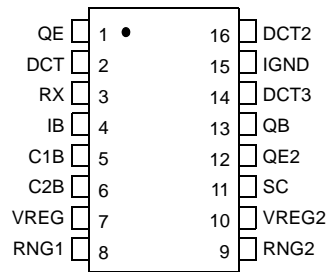 QE 1 16 DCT2
DCT 2 15 IGND
RX 3 14 DCT3
IB 4 13 QB
C1B 5 12 QE2
C2B 6 11 SC
VREG 7 10 VREG2
RNG1 8 9 RNG2